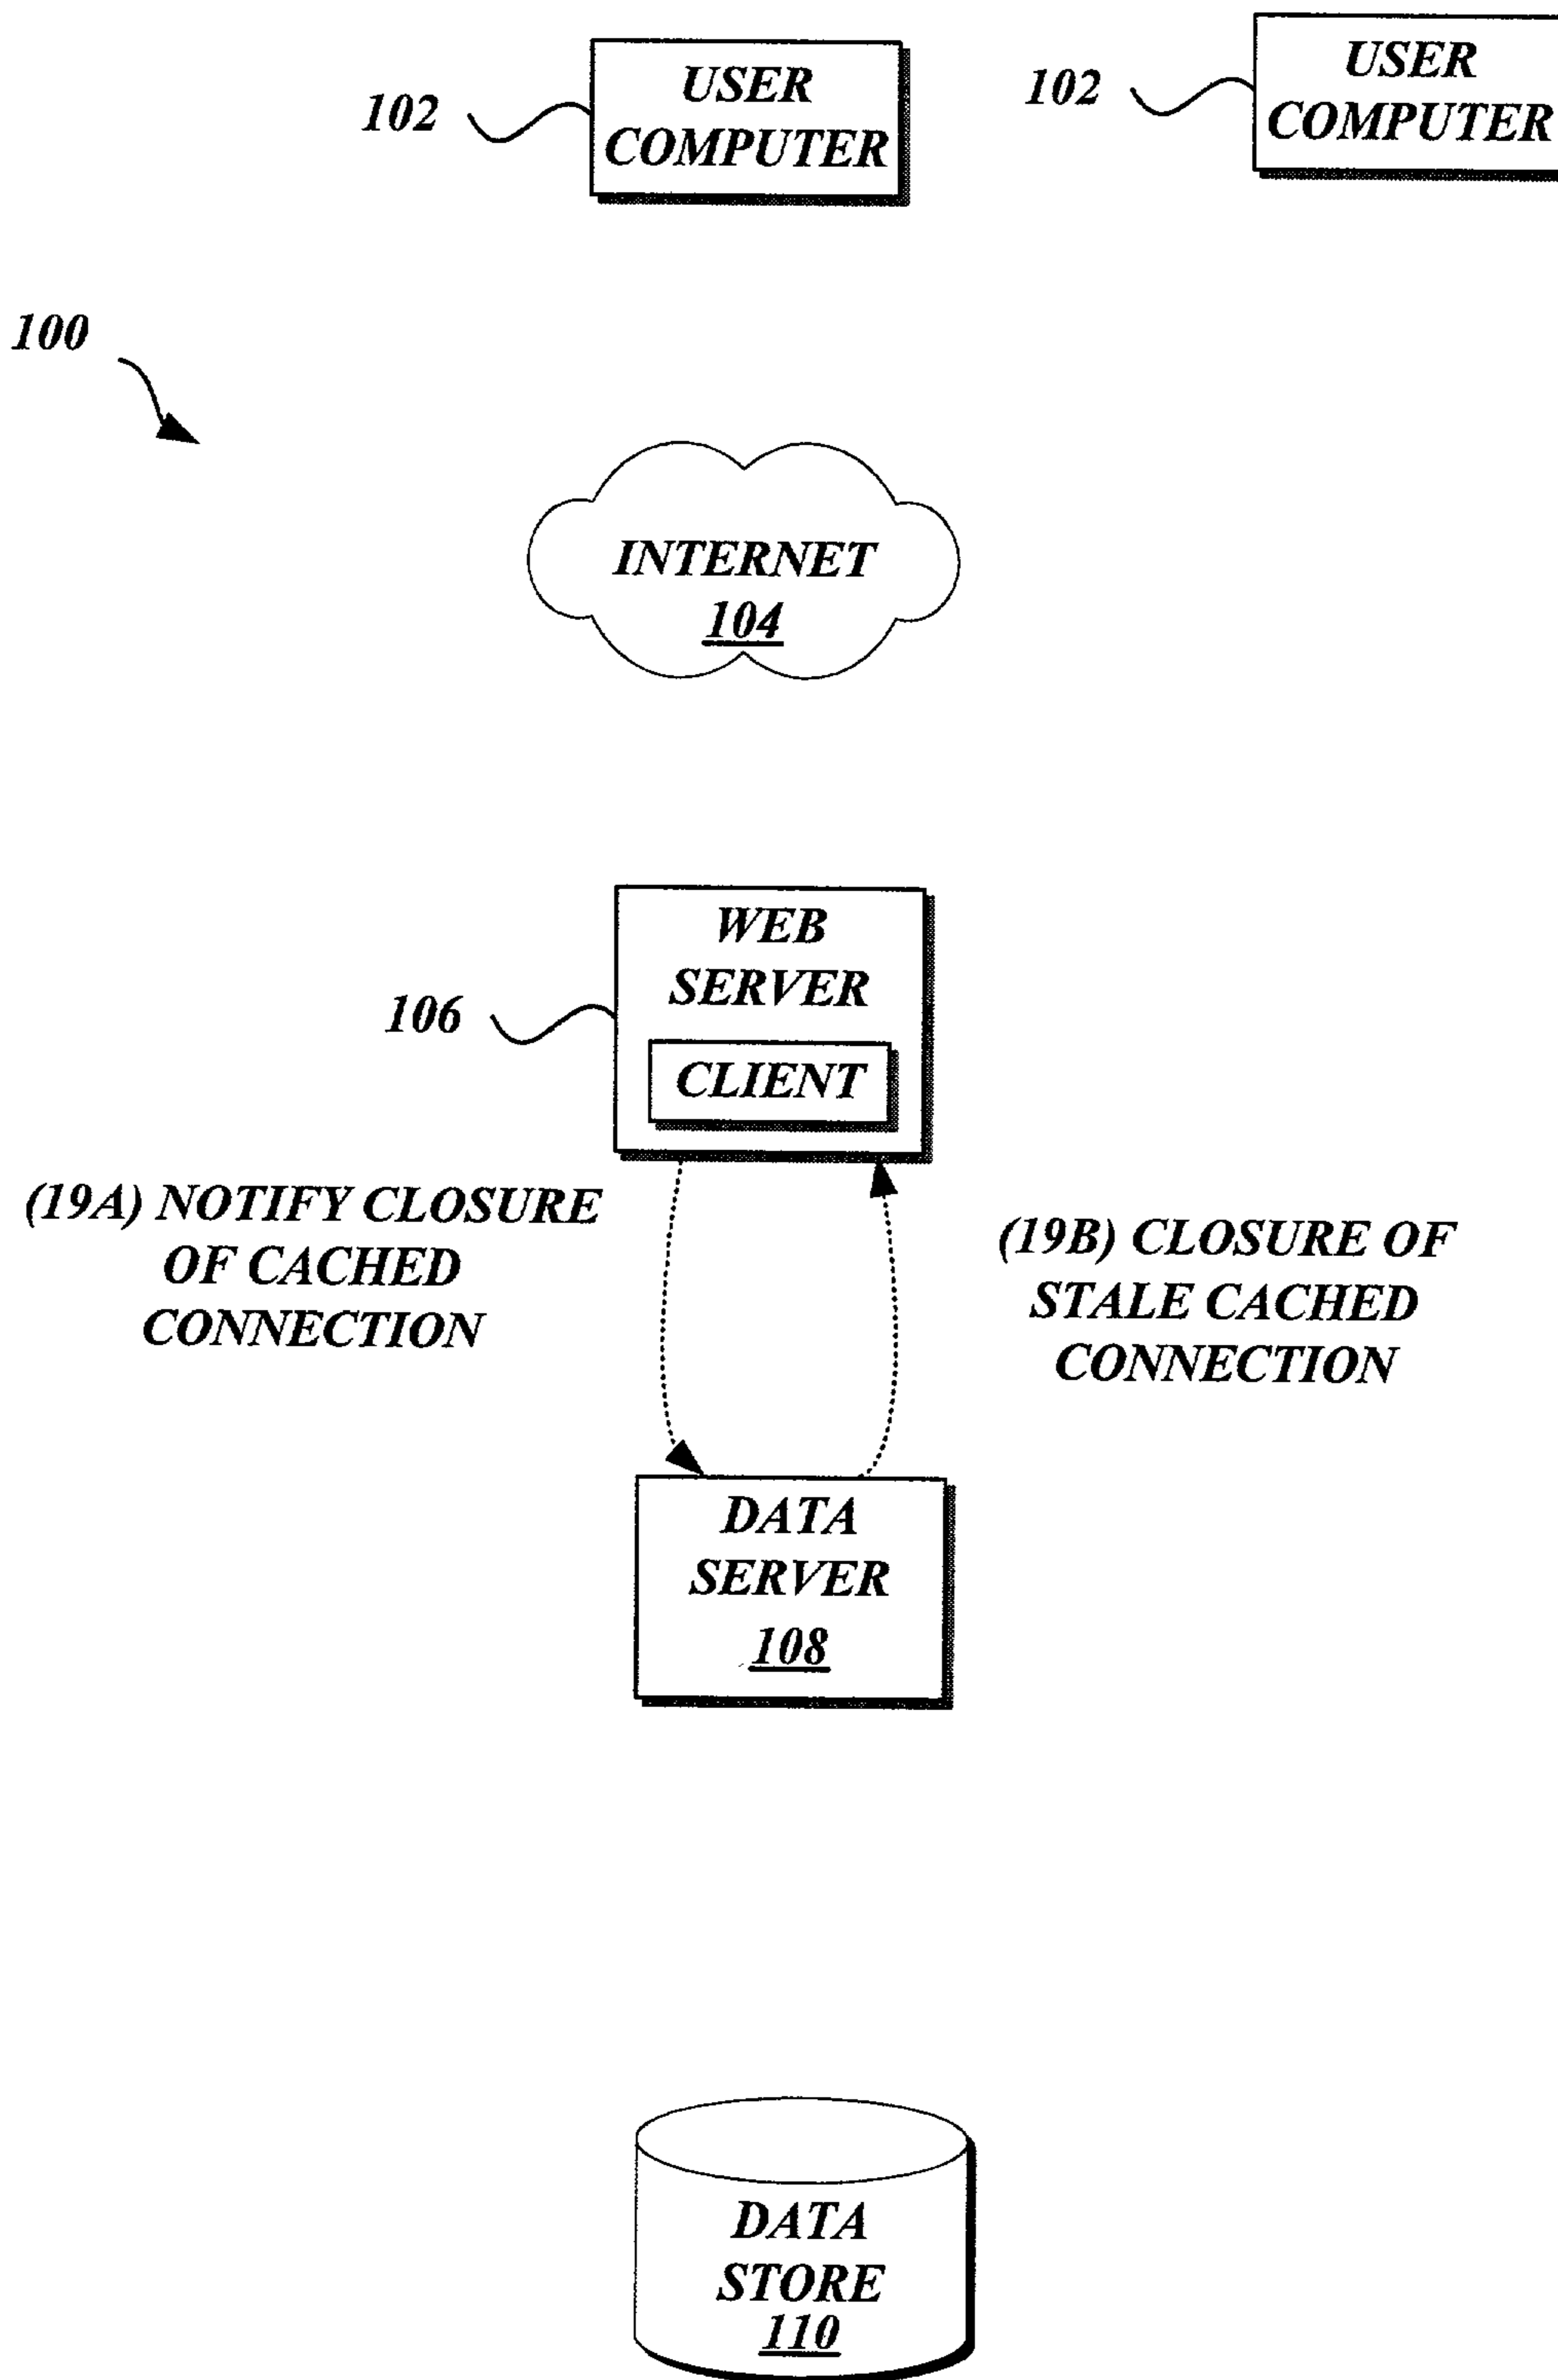 102
USER
COMPUTER
102
USER
COMPUTER
100
INTERNET
104
WEB
SERVER
106
CLIENT
(19A) NOTIFY CLOSURE
OF CACHED
CONNECTION
(19B) CLOSURE OF
STALE CACHED
CONNECTION
DATA
SERVER
108
DATA
STORE
110